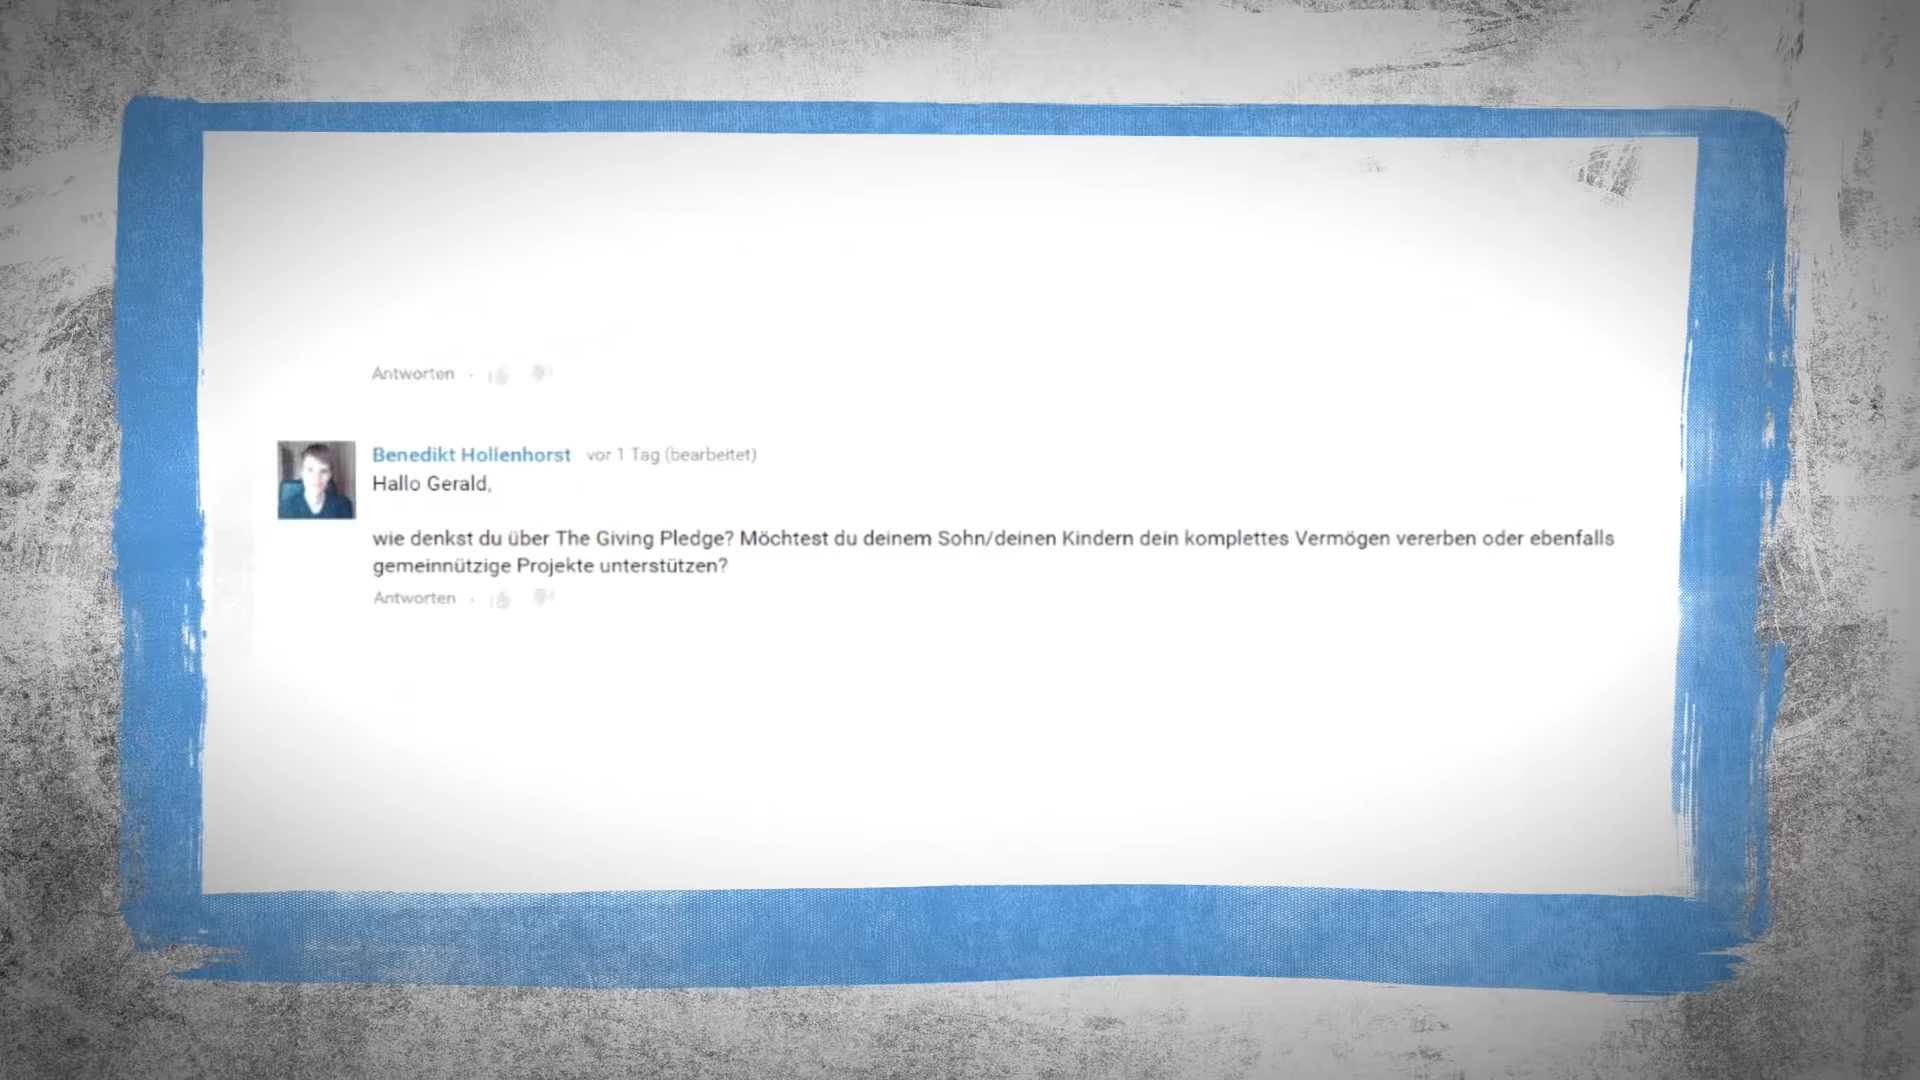 Antworten ·
Benedikt Hollenhorst vor 1 Tag (bearbeitet)
Hallo Gerald,
wie denkst du über The Giving Pledge? Möchtest du deinem Sohn/deinen Kindern dein komplettes Vermögen vererben oder ebenfalls
gemeinnützige Projekte unterstützen?
Antworten ·